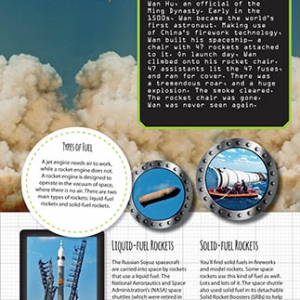 Wan Hu, an official of the
Ming Dynasty. Early in the
1500s, Wan became the world's
first astronaut. Making use
of China's firework technology,
Wan built his spaceship— a
chair with 47 rockets attached
to it. On launch day, Wan
climbed onto his rocket chair,
47 assistants lit the 47 fuses,
and ran for cover. There was
a tremendous roar, and a
huge explosion. The smoke cleared.
The rocket chair was gone.
Wan was never seen again.
Types of Fuel
A jet engine needs air to work,
while a rocket engine does not.
A rocket engine is designed to
operate in the vacuum of space,
where there is no air. There are two
main types of rockets: liquid-fuel
rockets and solid-fuel rockets.
Liquid-fuel Rockets
The Russian Soyuz spacecraft
are carried into space by rockets
that use a liquid fuel. The
National Aeronautics and Space
Administration's (NASA) space
shuttles (which were retired in
Solid-fuel Rockets
You'll find solid fuels in fireworks
and model rockets. Some space
rockets use this kind of fuel as well.
Lots and lots of it. The space shuttle
also used solid fuel in its detachable
Solid Rocket Boosters (SRBs) to help